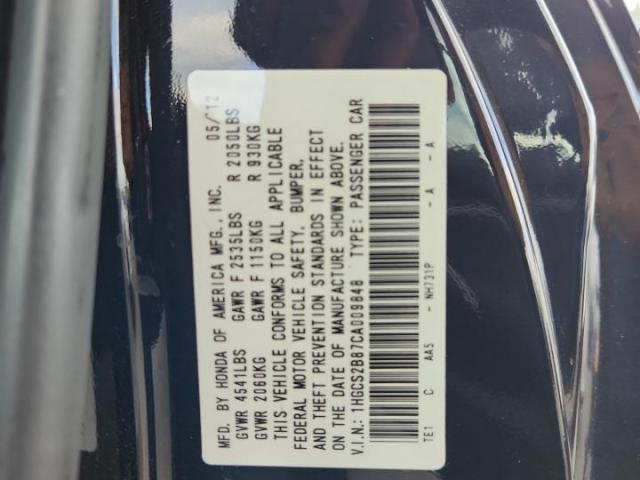 MFD. BY HONDA OF AMERICA MFG., INC. 05/'12
GVWR 4541LBS GAWR F 2535LBS R 2050LBS
GVWR 2060KG GAWR F 1150KG R 930KG
THIS VEHICLE CONFORMS TO ALL APPLICABLE
FEDERAL MOTOR VEHICLE SAFETY, BUMPER,
AND THEFT PREVENTION STANDARDS IN EFFECT
ON THE DATE OF MANUFACTURE SHOWN ABOVE.
V.I.N.: 1HGCS2B87CA009848 TYPE: PASSENGER CAR
TE1 C AA5 - NH731P - A - A